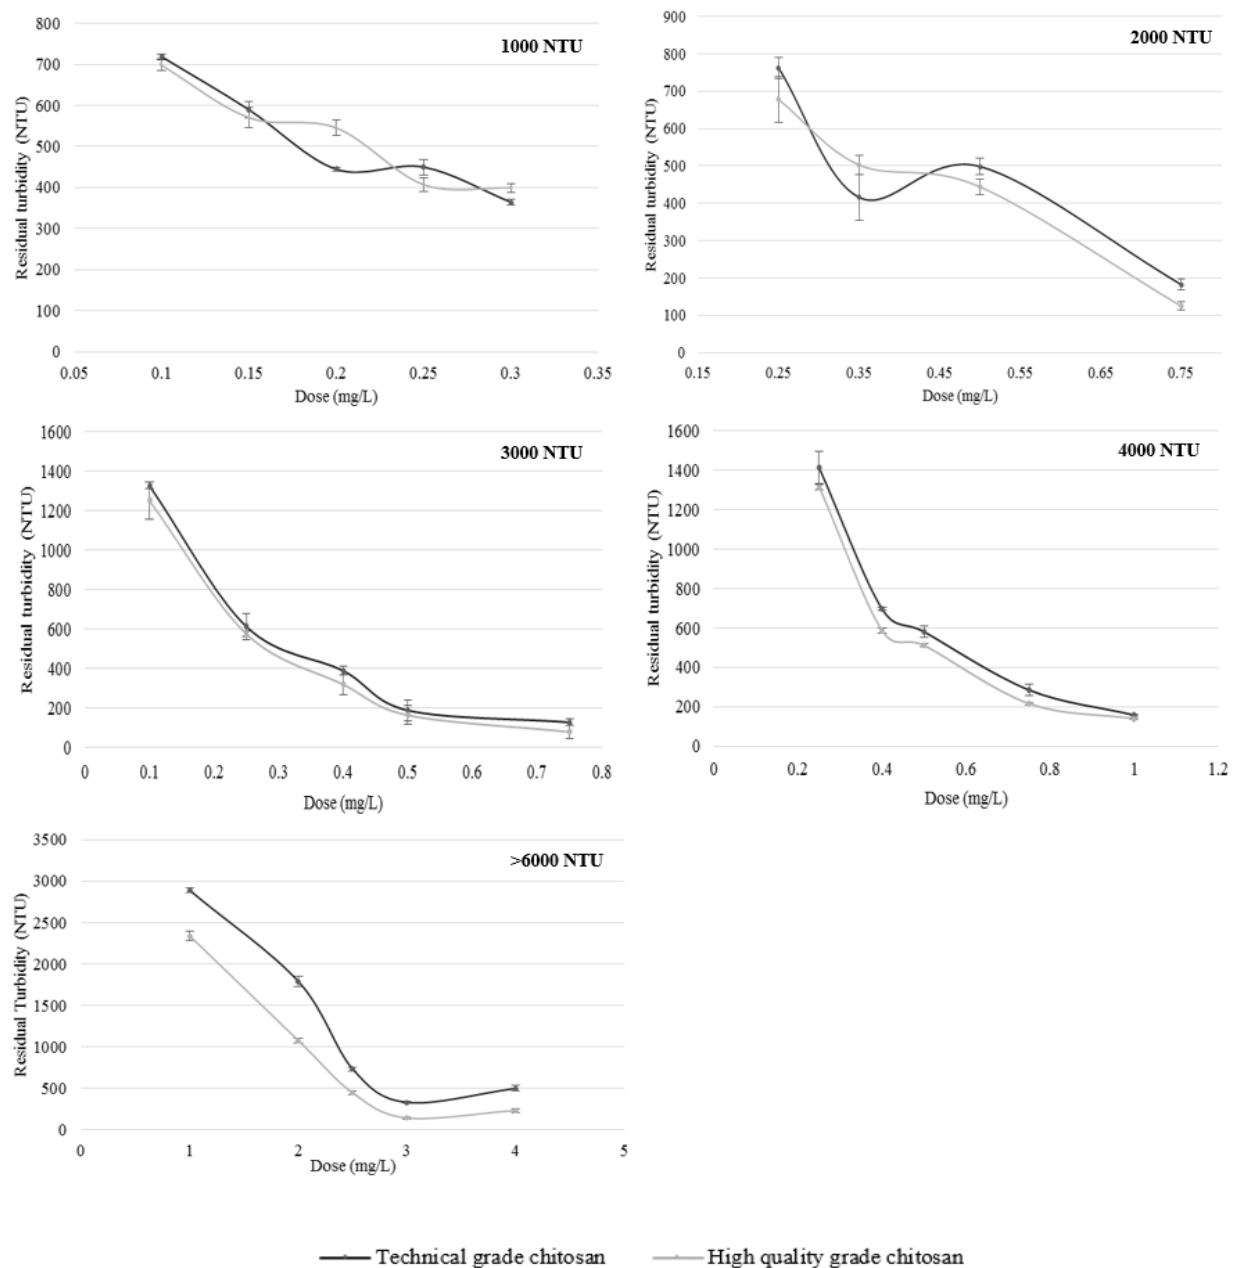 1000 NTU
Residual turbidity (NTU)
800
700
600
500
400
300
200
100
0
0.05 0.1 0.15 0.2 0.25 0.3 0.35
Dose (mg/L)
2000 NTU
Residual turbidity (NTU)
900
800
700
600
500
400
300
200
100
0
0.15 0.25 0.35 0.45 0.55 0.65 0.75
Dose (mg/L)
3000 NTU
Residual turbidity (NTU)
1600
1400
1200
1000
800
600
400
200
0
0 0.1 0.2 0.3 0.4 0.5 0.6 0.7 0.8
Dose (mg/L)
4000 NTU
Residual turbidity (NTU)
1600
1400
1200
1000
800
600
400
200
0
0 0.2 0.4 0.6 0.8 1 1.2
Dose (mg/L)
>6000 NTU
Residual Turbidity (NTU)
3500
3000
2500
2000
1500
1000
500
0
0 1 2 3 4 5
Dose (mg/L)
Technical grade chitosan High quality grade chitosan